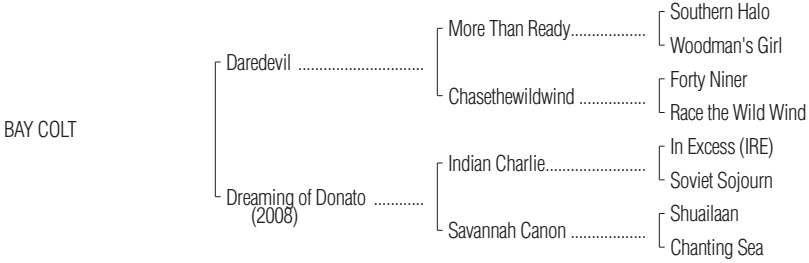 Southern Halo
More Than Ready..................
Woodman's Girl
Daredevil ..............................
Forty Niner
Chasethewildwind ................
Race the Wild Wind
BAY COLT
In Excess (IRE)
Indian Charlie........................
Soviet Sojourn
Dreaming of Donato ............
(2008)
Shuailaan
Savannah Canon ..................
Chanting Sea